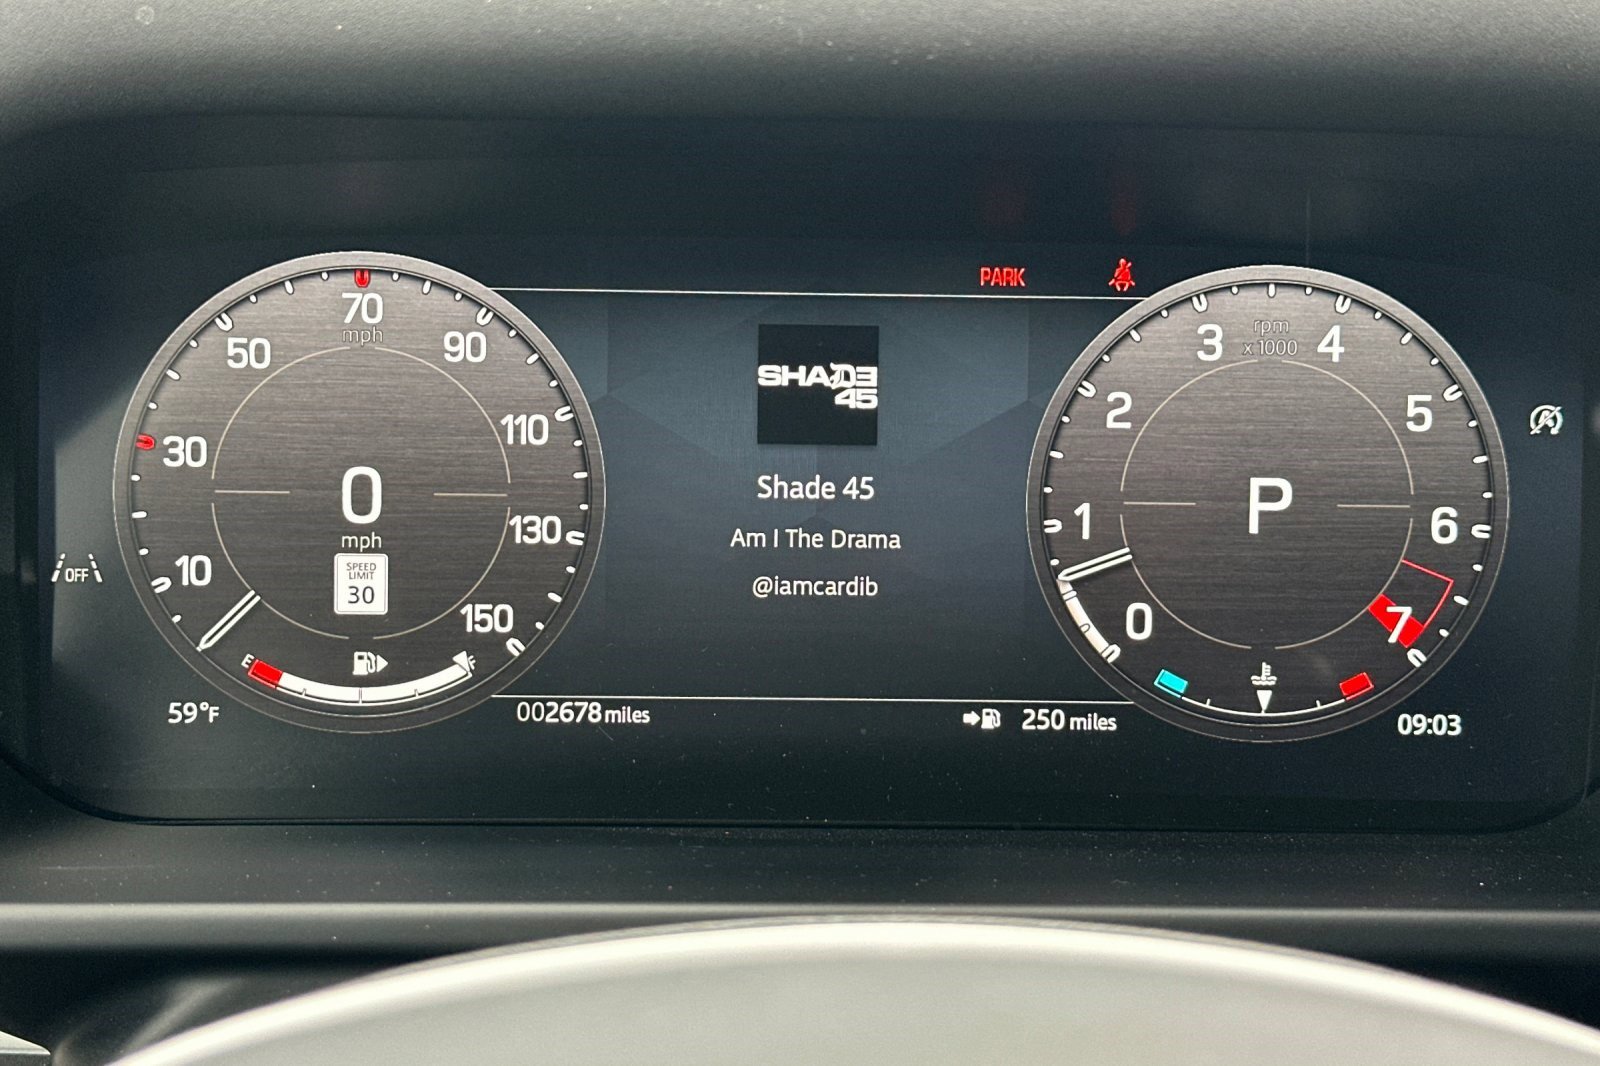 PARK
70
mph
50
90
30
110
10
130
150
0
mph
SPEED
LIMIT
30
E
F
OFF
59°F
002678 miles
SHADE
45
Shade 45
Am I The Drama
@iamcardib
250 miles
rpm
x 1000
3
4
2
5
1
6
0
7
P
09:03